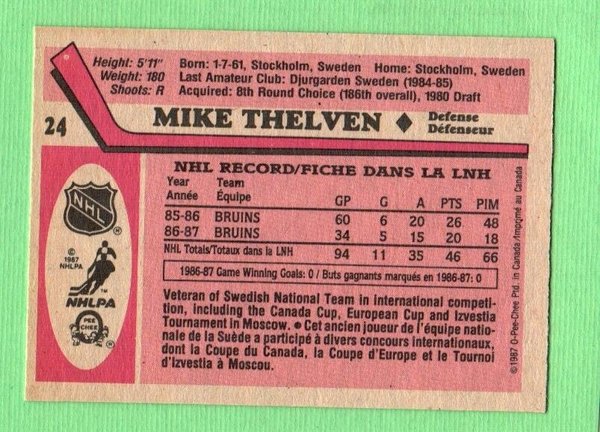 Height: 5'11" Born: 1-7-61, Stockholm, Sweden Home: Stockholm, Sweden
Weight: 180 Last Amateur Club: Djurgarden Sweden (1984-85)
Shoots: R Acquired: 8th Round Choice (186th overall), 1980 Draft
24 MIKE THELVEN ♦ Defense
Défenseur
NHL RECORD/FICHE DANS LA LNH
Year Team
Année Équipe GP G A PTS PIM
85-86 BRUINS 60 6 20 26 48
86-87 BRUINS 34 5 15 20 18
NHL Totals/Totaux dans la LNH 94 11 35 46 66
1986-87 Game Winning Goals: 0 / Buts gagnants marqués en 1986-87: 0
Veteran of Swedish National Team in international competi-
tion, including the Canada Cup, European Cup and Izvestia
Tournament in Moscow. • Cet ancien joueur de l'équipe natio-
nale de la Suède a participé à divers concours internationaux,
dont la Coupe du Canada, la Coupe d'Europe et le Tournoi
d'Izvestia à Moscou.
NHL
©
1987
NHLPA
NHLPA
O
PEE
CHEE
©1987 O-Pee-Chee Ptd. in Canada/Imprimé au Canada